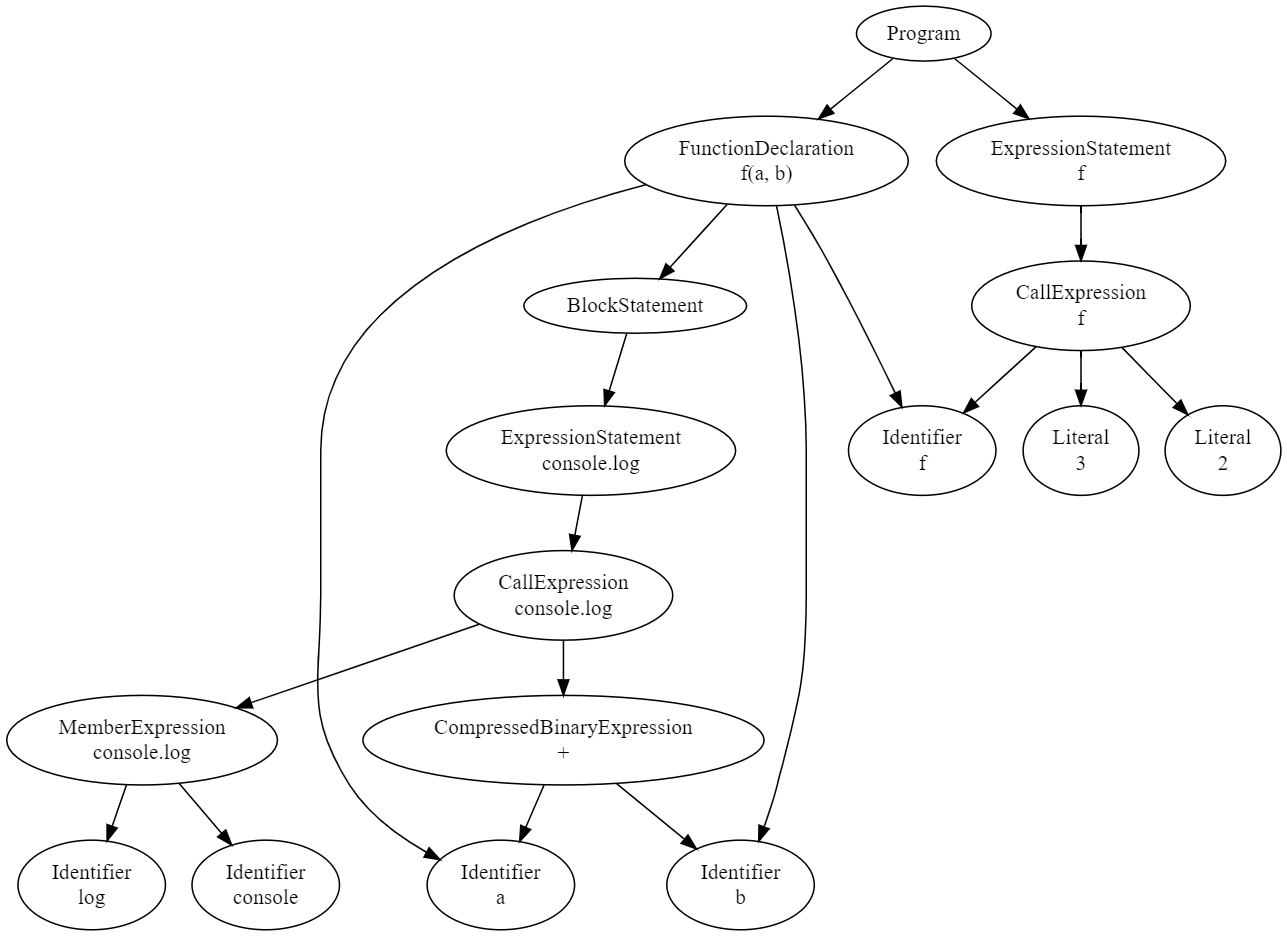 Program
FunctionDeclaration
f(a, b)
ExpressionStatement
f
BlockStatement
CallExpression
f
ExpressionStatement
console.log
Identifier
f
Literal
3
Literal
2
CallExpression
console.log
MemberExpression
console.log
CompressedBinaryExpression
+
Identifier
log
Identifier
console
Identifier
a
Identifier
b